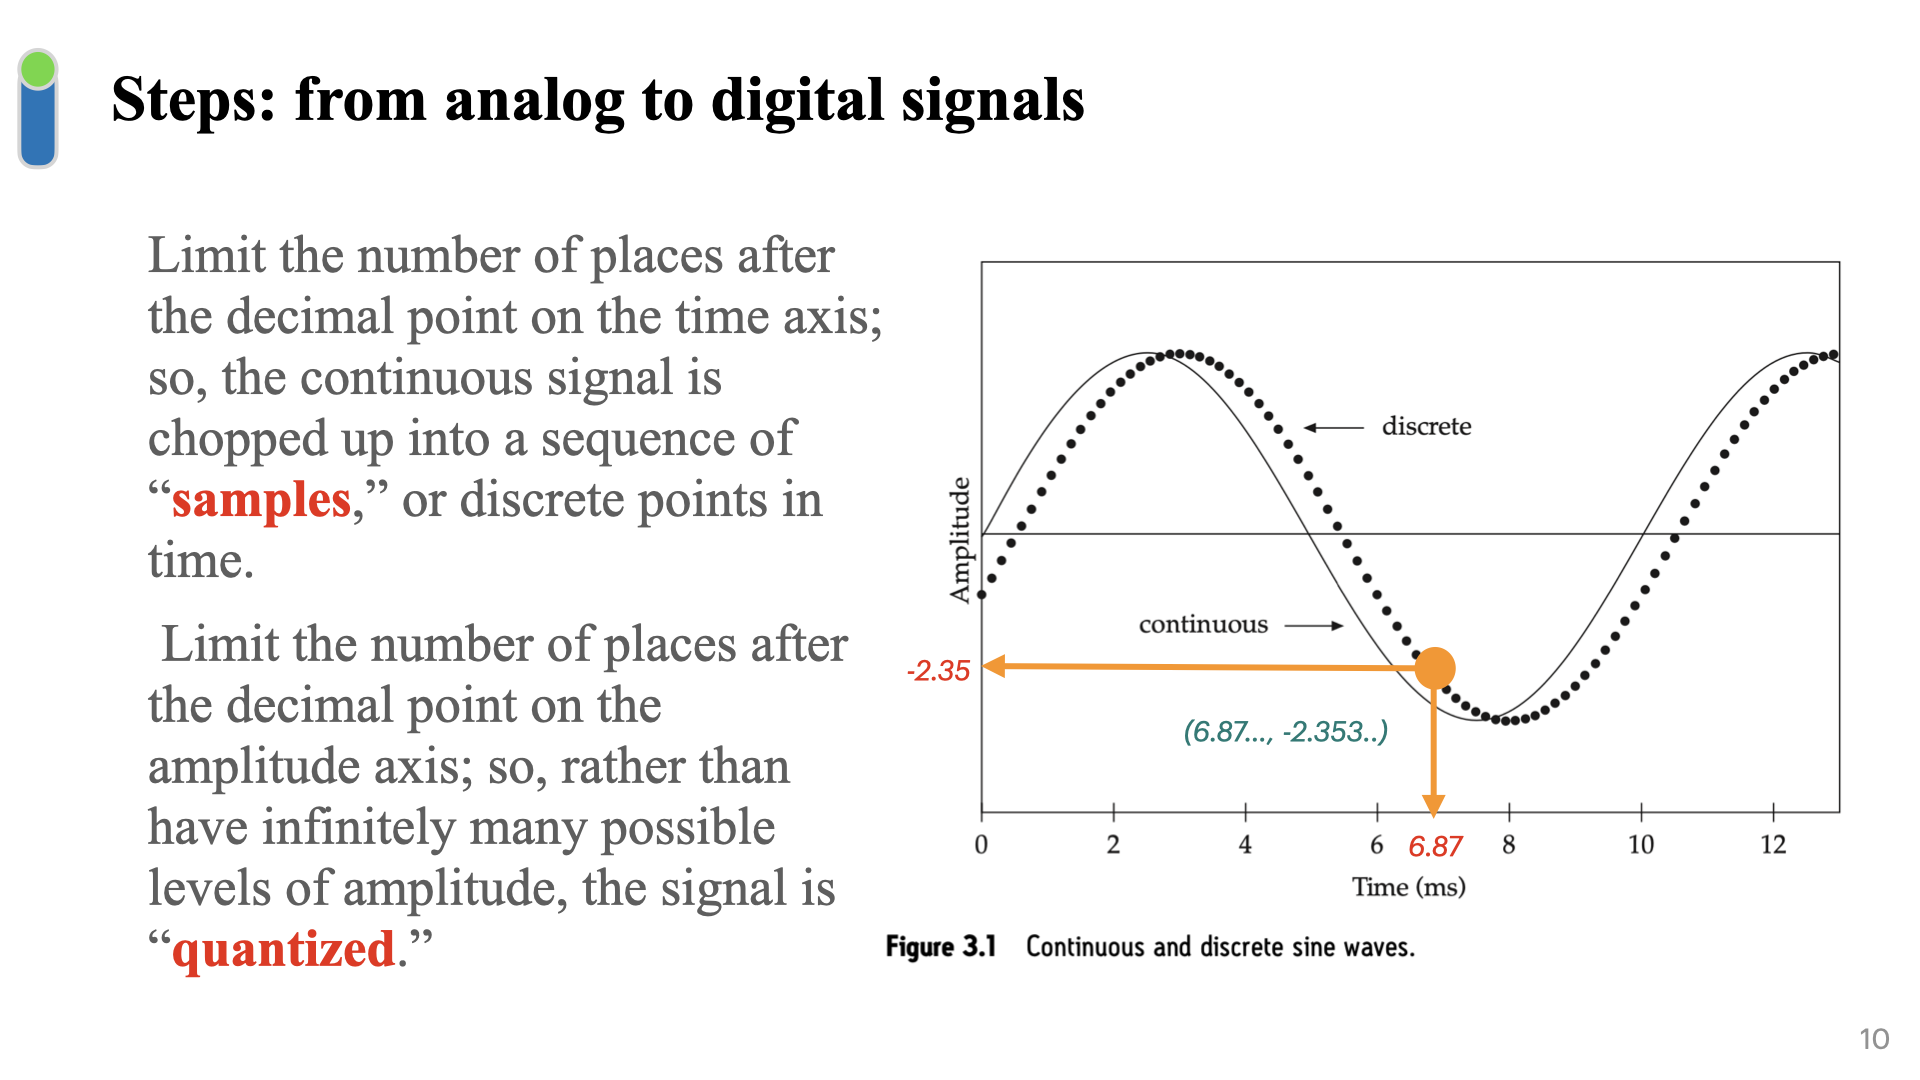 Steps: from analog to digital signals
Limit the number of places after
the decimal point on the time axis;
so, the continuous signal is
chopped up into a sequence of
“samples,” or discrete points in
time.
Limit the number of places after
the decimal point on the
amplitude axis; so, rather than
have infinitely many possible
levels of amplitude, the signal is
“quantized.”
Amplitude
discrete
continuous
-2.35
(6.87..., -2.353..)
0 2 4 6 6.87 8 10 12
Time (ms)
Figure 3.1 Continuous and discrete sine waves.
10